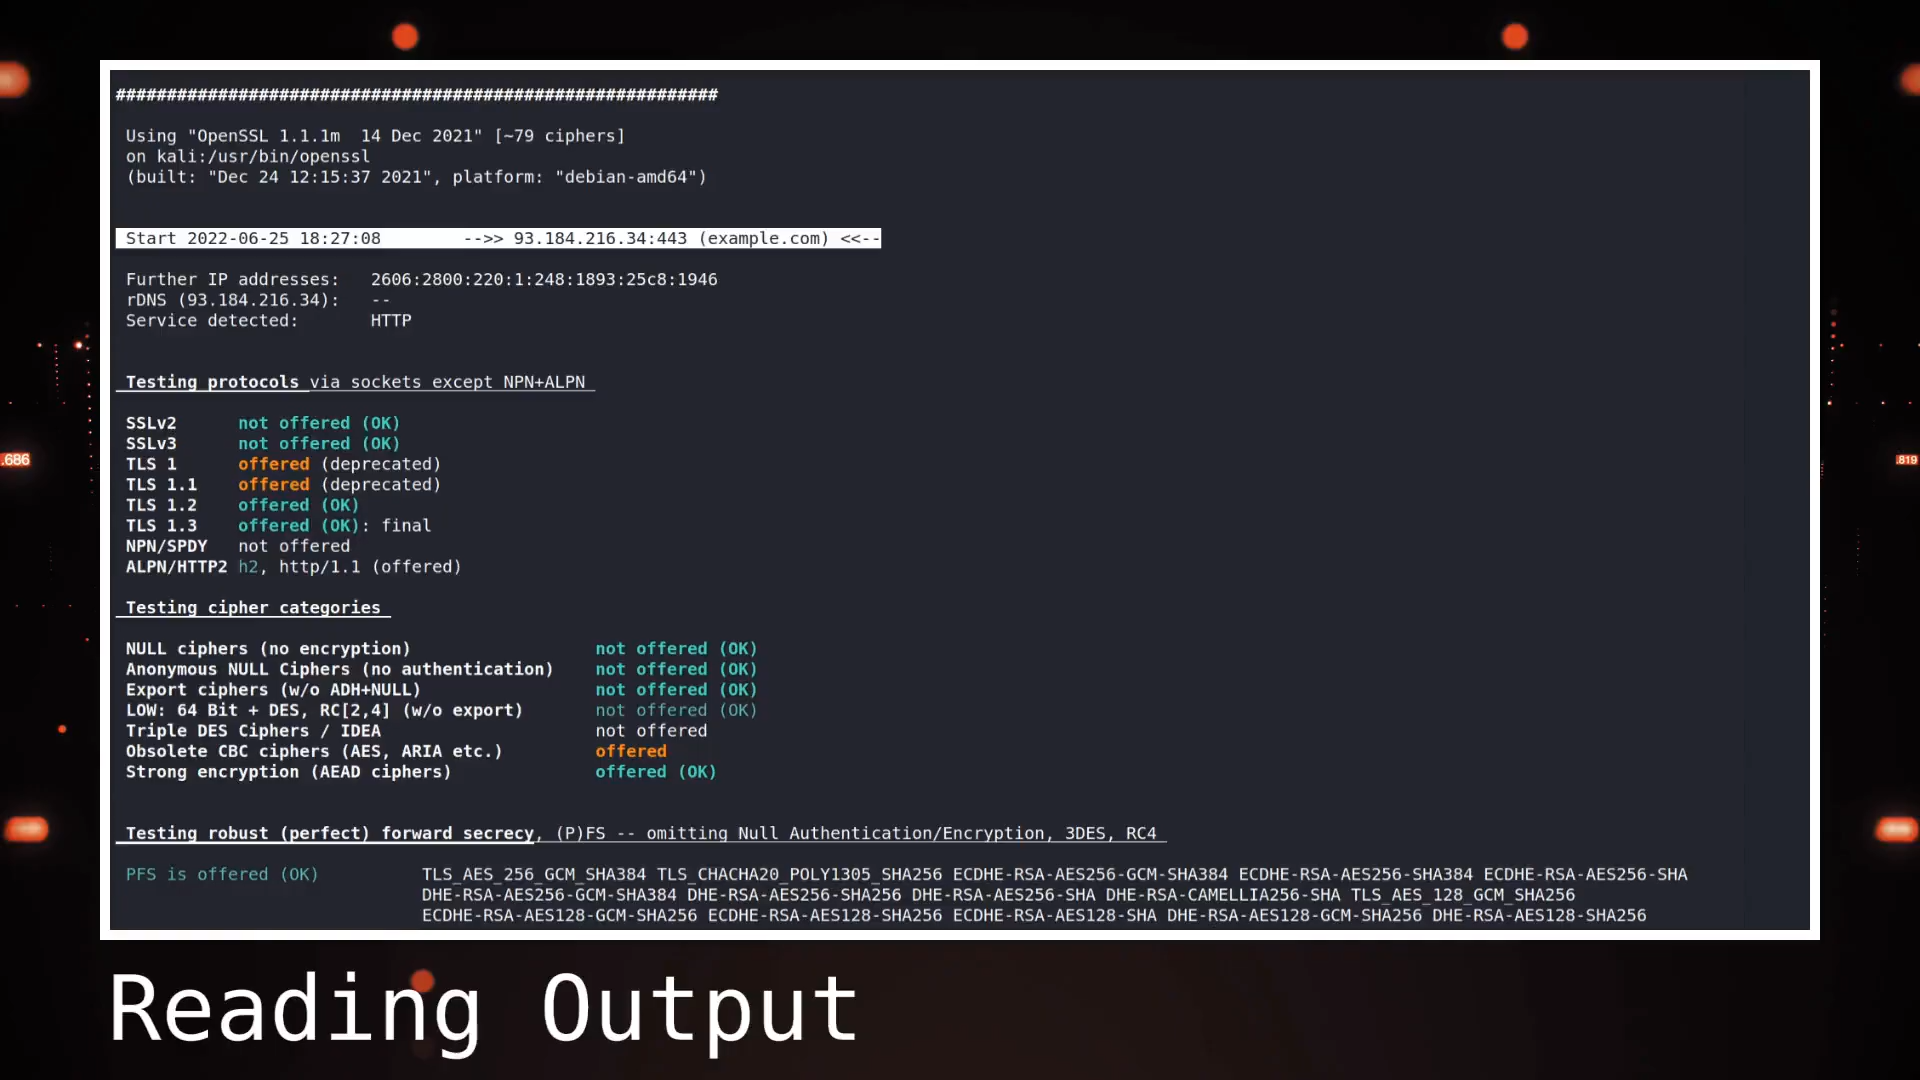 ###########################################################
Using "OpenSSL 1.1.1m  14 Dec 2021" [~79 ciphers]
on kali:/usr/bin/openssl
(built: "Dec 24 12:15:37 2021", platform: "debian-amd64")
Start 2022-06-25 18:27:08        -->> 93.184.216.34:443 (example.com) <<--
Further IP addresses:   2606:2800:220:1:248:1893:25c8:1946
rDNS (93.184.216.34):   --
Service detected:       HTTP
Testing protocols via sockets except NPN+ALPN
SSLv2      not offered (OK)
SSLv3      not offered (OK)
TLS 1      offered (deprecated)
TLS 1.1    offered (deprecated)
.686
.819
TLS 1.2    offered (OK)
TLS 1.3    offered (OK): final
NPN/SPDY   not offered
ALPN/HTTP2 h2, http/1.1 (offered)
Testing cipher categories
NULL ciphers (no encryption)                  not offered (OK)
Anonymous NULL Ciphers (no authentication)    not offered (OK)
Export ciphers (w/o ADH+NULL)                 not offered (OK)
LOW: 64 Bit + DES, RC[2,4] (w/o export)       not offered (OK)
Triple DES Ciphers / IDEA                     not offered
Obsolete CBC ciphers (AES, ARIA etc.)         offered
Strong encryption (AEAD ciphers)              offered (OK)
Testing robust (perfect) forward secrecy, (P)FS -- omitting Null Authentication/Encryption, 3DES, RC4
PFS is offered (OK)          TLS_AES_256_GCM_SHA384 TLS_CHACHA20_POLY1305_SHA256 ECDHE-RSA-AES256-GCM-SHA384 ECDHE-RSA-AES256-SHA384 ECDHE-RSA-AES256-SHA
DHE-RSA-AES256-GCM-SHA384 DHE-RSA-AES256-SHA256 DHE-RSA-AES256-SHA DHE-RSA-CAMELLIA256-SHA TLS_AES_128_GCM_SHA256
ECDHE-RSA-AES128-GCM-SHA256 ECDHE-RSA-AES128-SHA256 ECDHE-RSA-AES128-SHA DHE-RSA-AES128-GCM-SHA256 DHE-RSA-AES128-SHA256
Reading Output